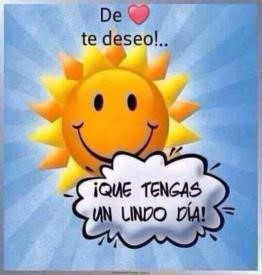 De ❤️
te deseo!..
¡QUE TENGAS
UN LINDO DÍA!